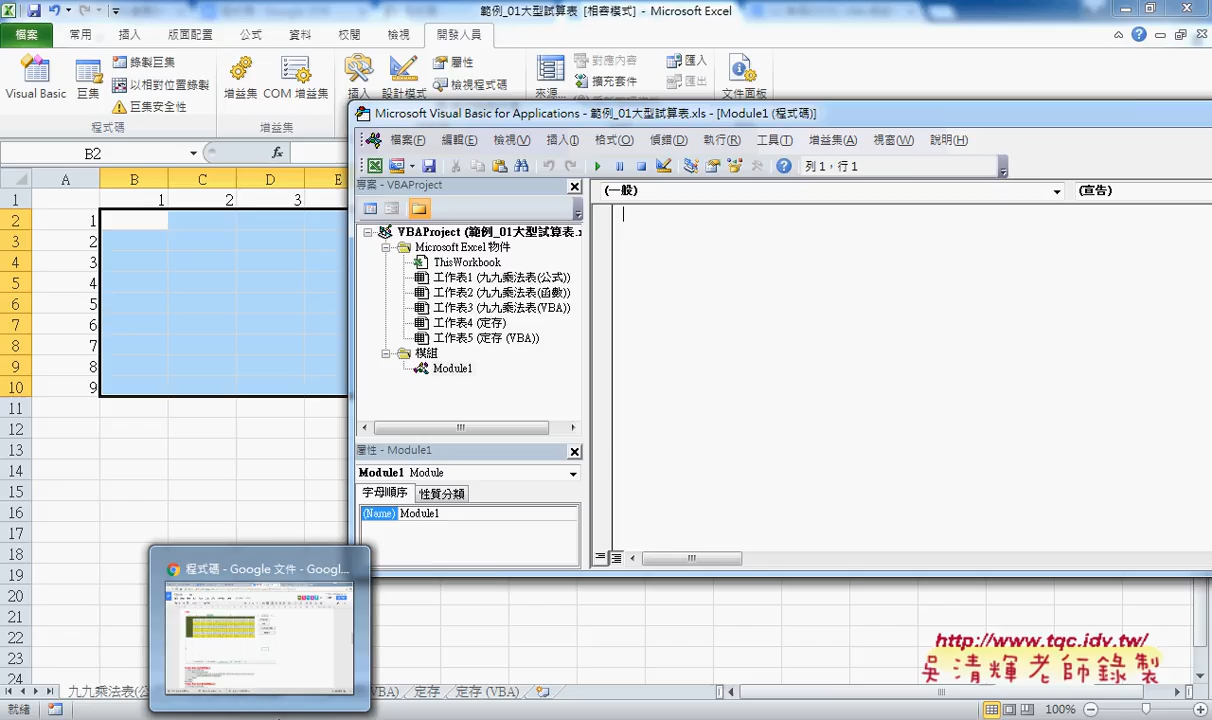 範例_01大型試算表 [相容模式] - Microsoft Excel
檔案 常用 插入 版面配置 公式 資料 校閱 檢視 開發人員
錄製巨集 屬性 對應內容 匯入
以相對位置錄製 檢視程式碼 擴充套件 匯出
Visual Basic 巨集 巨集安全性 增益集 COM 增益集 插入 設計模式 來源 文件面板
程式碼 增益集
Microsoft Visual Basic for Applications - 範例_01大型試算表.xls - [Module1 (程式碼)]
檔案(F) 編輯(E) 檢視(V) 插入(I) 格式(O) 偵錯(D) 執行(R) 工具(T) 增益集(A) 視窗(W) 說明(H)
B2 fx
列 1，行 1
專案 - VBAProject
(一般) (宣告)
A B C D E
1 1 2 3
2 1
3 2
4 3
5 4
6 5
7 6
8 7
9 8
10 9
11
12
13
14
15
16
17
18
19
20
21
22
23
24
VBAProject (範例_01大型試算表.x
Microsoft Excel 物件
ThisWorkbook
工作表1 (九九乘法表(公式))
工作表2 (九九乘法表(函數))
工作表3 (九九乘法表(VBA))
工作表4 (定存)
工作表5 (定存 (VBA))
模組
Module1
屬性 - Module1
Module1 Module
字母順序 性質分類
(Name) Module1
程式碼 - Google 文件 - Googl...
http://www.tqc.idv.tw/
吳清輝老師錄製
九九乘法表(公 VBA) 定存 定存 (VBA)
就緒 100%